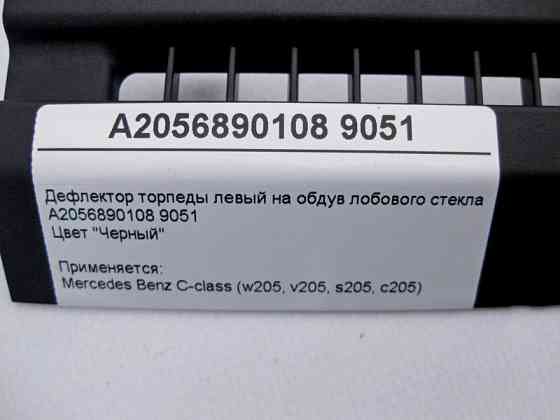 A2056890108 9051
Дефлектор торпеды левый на обдув лобового стекла
A2056890108 9051
Цвет "Черный"
Применяется:
Mercedes Benz C-class (w205, v205, s205, c205)